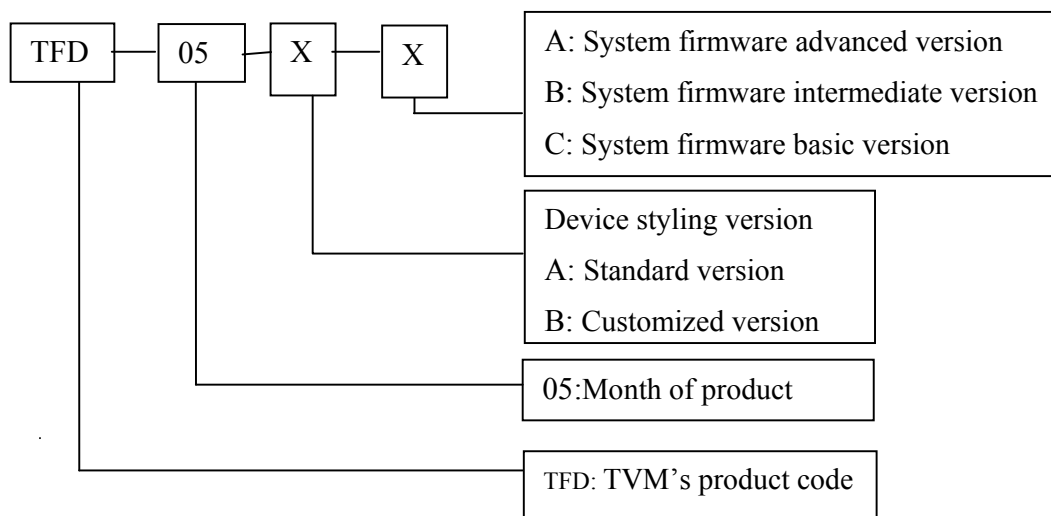 TFD 05 X X
A: System firmware advanced version
B: System firmware intermediate version
C: System firmware basic version
Device styling version
A: Standard version
B: Customized version
05:Month of product
TFD: TVM’s product code